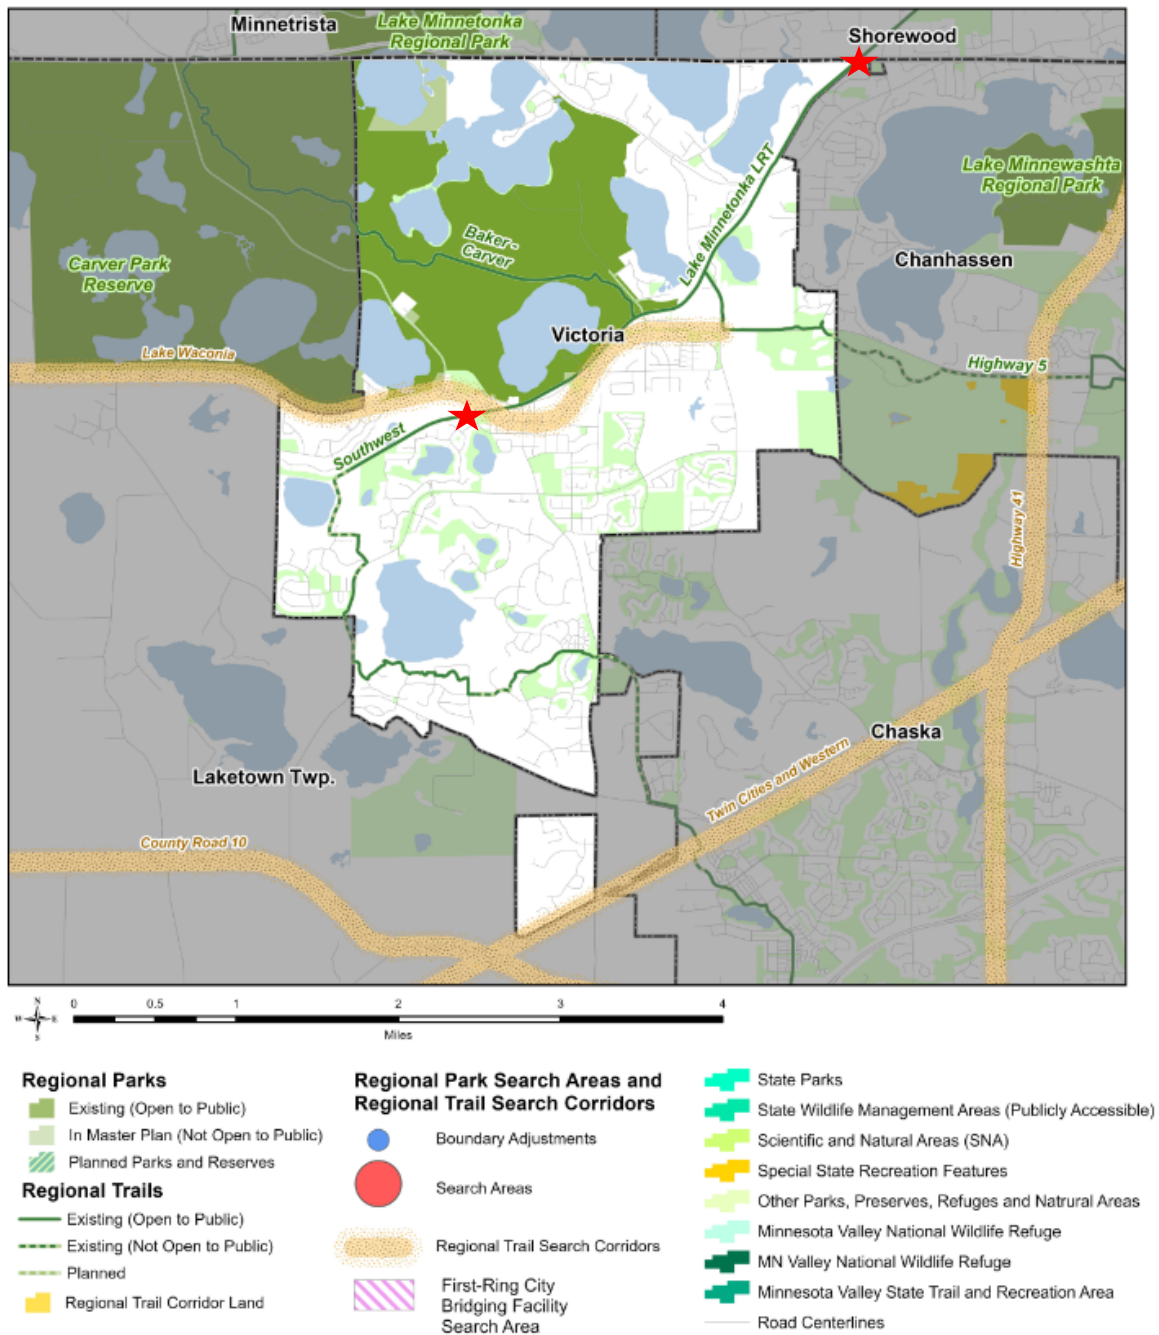 Minnetrista
Lake Minnetonka
Regional Park
Shorewood
Lake Minnewashta
Regional Park
Lake Minnetonka LRT
Baker -
Carver
Carver Park
Reserve
Chanhassen
Victoria
Lake Waconia
Highway 5
Southwest
Highway 41
Chaska
Twin Cities and Western
Laketown Twp.
County Road 10
N
W E
S
0 0.5 1 2 3 4
Miles
Regional Parks
Existing (Open to Public)
In Master Plan (Not Open to Public)
Planned Parks and Reserves
Regional Trails
Existing (Open to Public)
Existing (Not Open to Public)
Planned
Regional Trail Corridor Land
Regional Park Search Areas and
Regional Trail Search Corridors
Boundary Adjustments
Search Areas
Regional Trail Search Corridors
First-Ring City
Bridging Facility
Search Area
State Parks
State Wildlife Management Areas (Publicly Accessible)
Scientific and Natural Areas (SNA)
Special State Recreation Features
Other Parks, Preserves, Refuges and Natrural Areas
Minnesota Valley National Wildlife Refuge
MN Valley National Wildlife Refuge
Minnesota Valley State Trail and Recreation Area
Road Centerlines